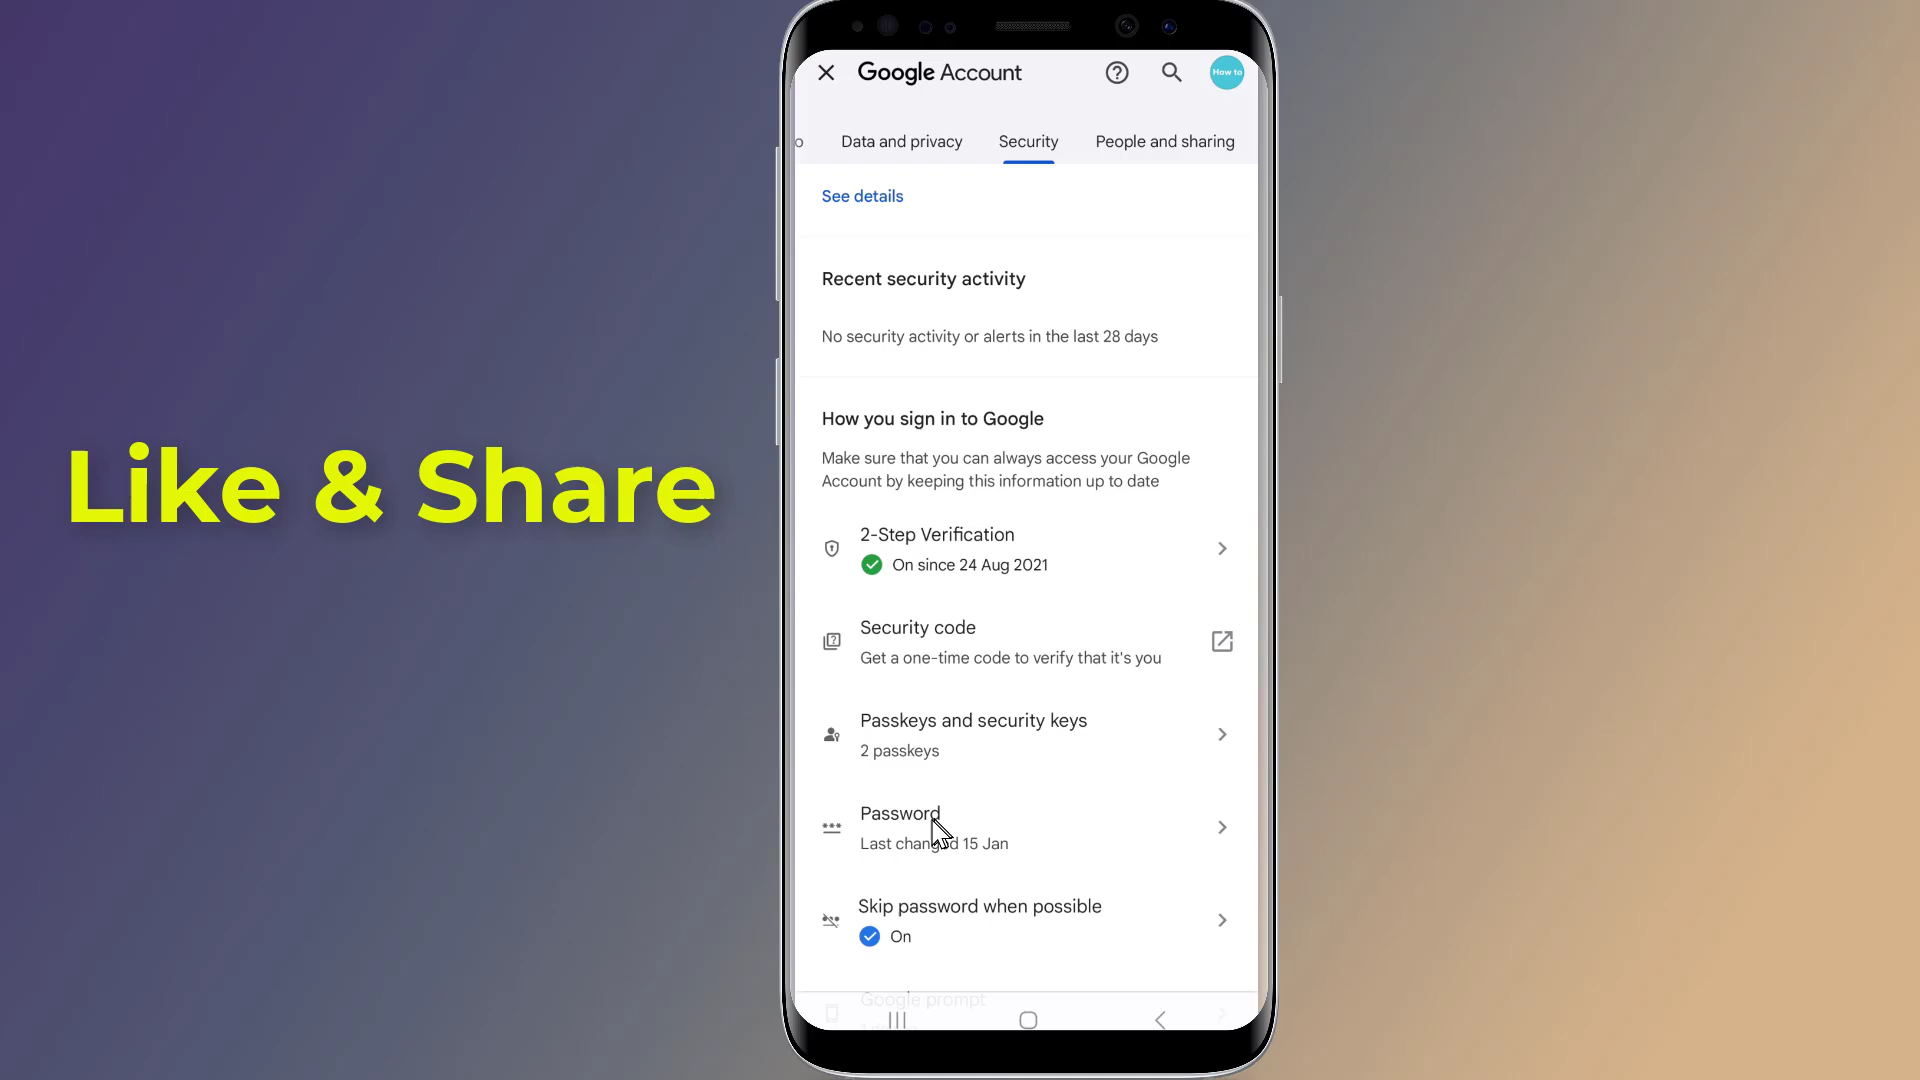 Google Account
How to
o Data and privacy Security People and sharing
See details
Recent security activity
No security activity or alerts in the last 28 days
How you sign in to Google
Make sure that you can always access your Google
Account by keeping this information up to date
2-Step Verification
On since 24 Aug 2021
Security code
Get a one-time code to verify that it's you
Passkeys and security keys
2 passkeys
Password
Last changed 15 Jan
Skip password when possible
On
Google prompt
Like & Share